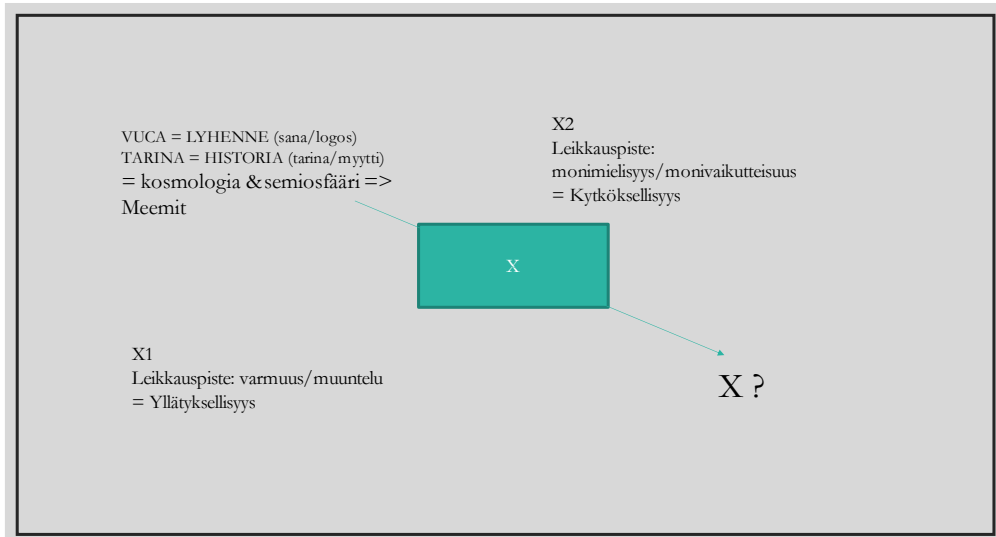 VUCA = LYHENNE (sana/logos)
TARINA = HISTORIA (tarina/myytti)
= kosmologia & semiosfääri =>
Meemit
X2
Leikkauspiste:
monimielisyys/monivaikutteisuus
= Kytköksellisyys
X
X1
Leikkauspiste: varmuus/muuntelu
= Yllätyksellisyys
X ?